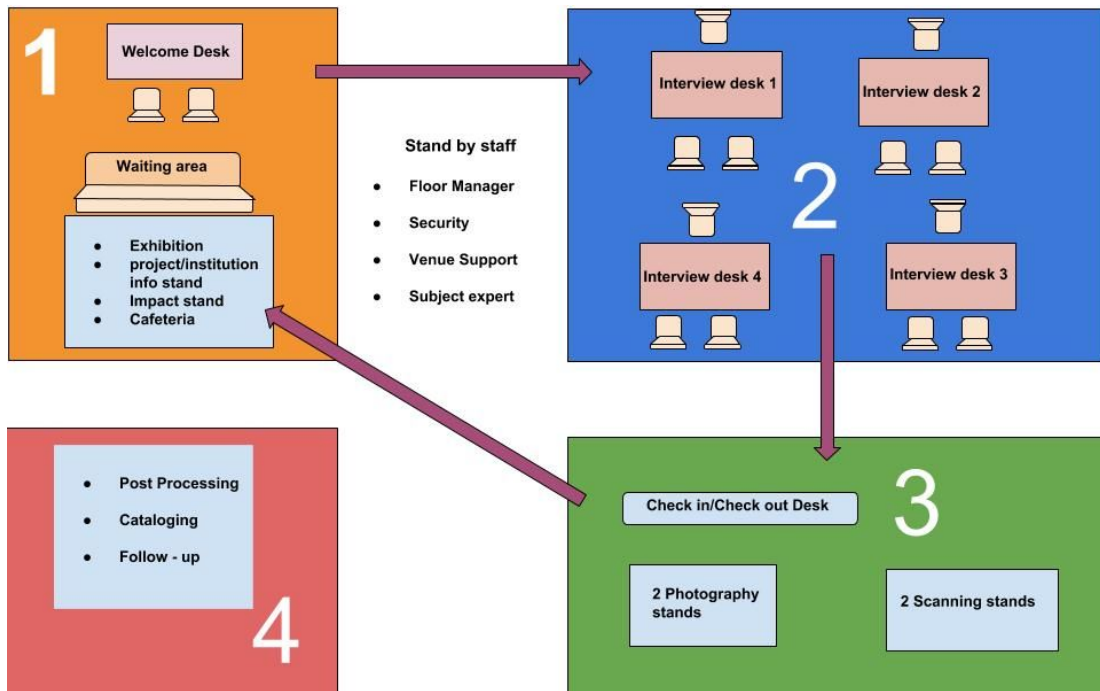 1
Welcome Desk
Waiting area
● Exhibition
● project/institution
info stand
● Impact stand
● Cafeteria
Stand by staff
● Floor Manager
● Security
● Venue Support
● Subject expert
2
Interview desk 1
Interview desk 2
Interview desk 4
Interview desk 3
3
Check in/Check out Desk
2 Photography
stands
2 Scanning stands
4
● Post Processing
● Cataloging
● Follow - up